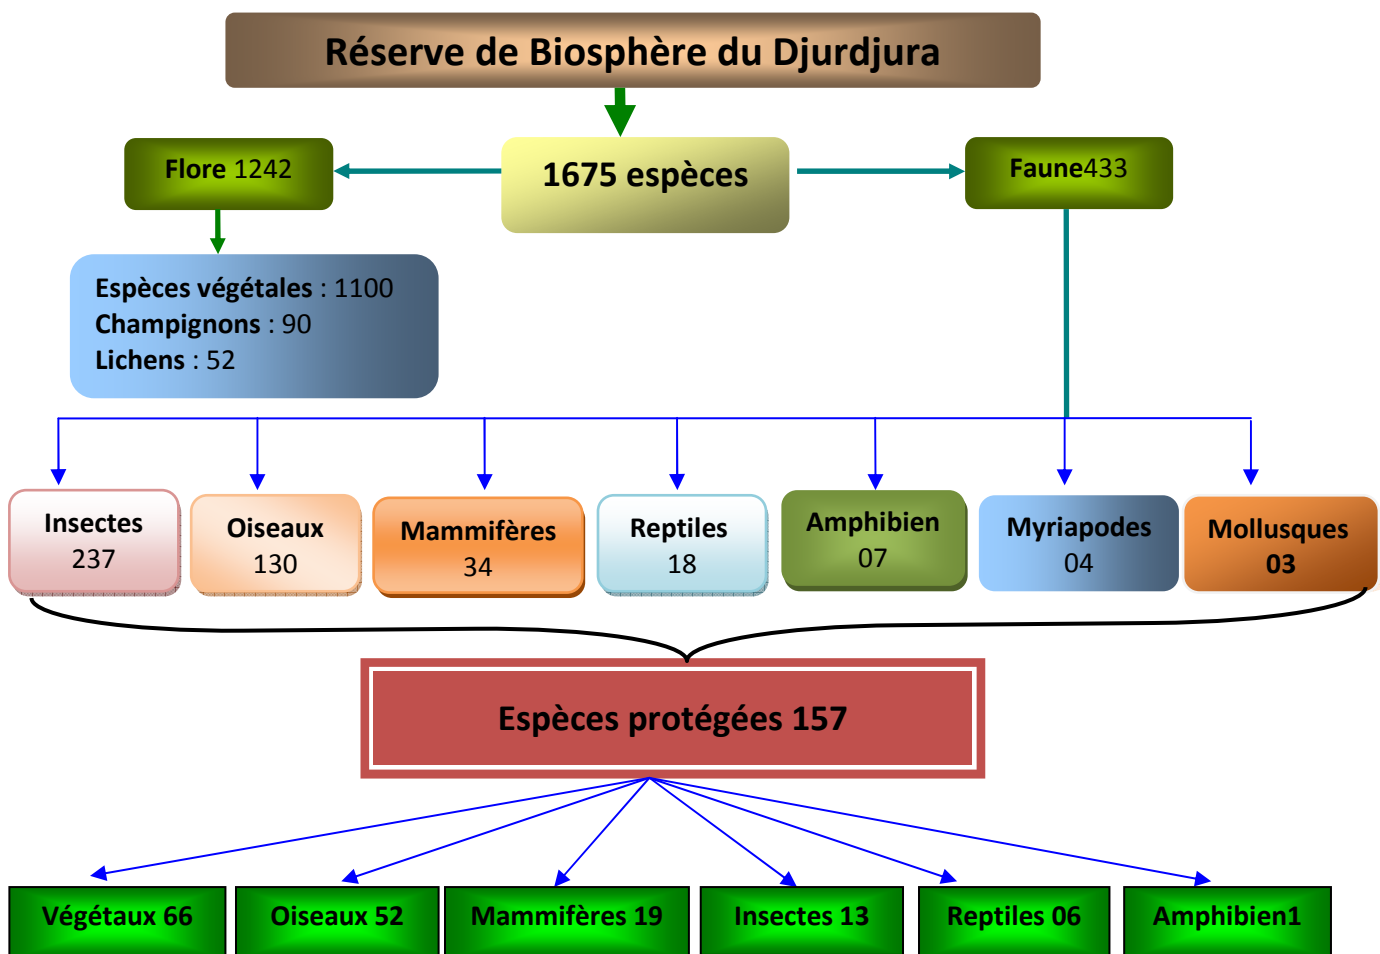 Réserve de Biosphère du Djurdjura
Flore 1242
1675 espèces
Faune433
Espèces végétales : 1100
Champignons : 90
Lichens : 52
Insectes
237
Oiseaux
130
Mammifères
34
Reptiles
18
Amphibien
07
Myriapodes
04
Mollusques
03
Espèces protégées 157
Végétaux 66
Oiseaux 52
Mammifères 19
Insectes 13
Reptiles 06
Amphibien1